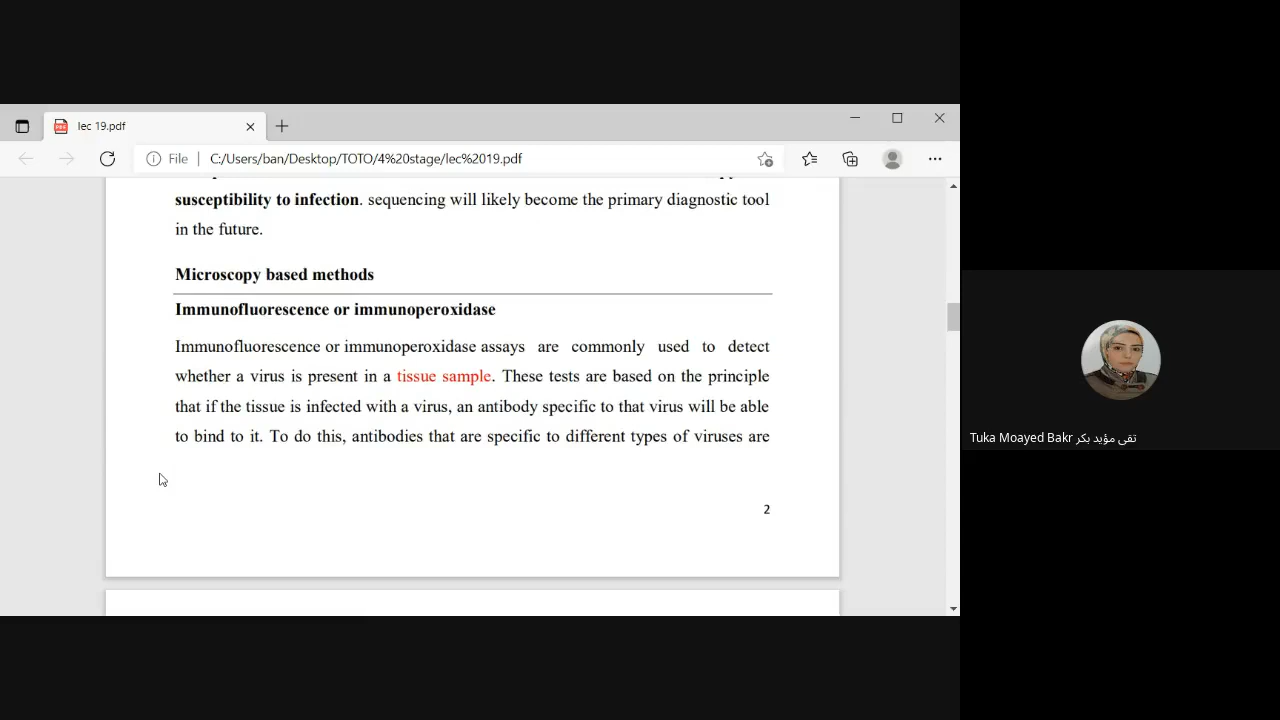 lec 19.pdf
File
C:/Users/ban/Desktop/TOTO/4%20stage/lec%2019.pdf
susceptibility to infection. sequencing will likely become the primary diagnostic tool
in the future.
Microscopy based methods
Immunofluorescence or immunoperoxidase
Immunofluorescence or immunoperoxidase assays are commonly used to detect
whether a virus is present in a tissue sample. These tests are based on the principle
that if the tissue is infected with a virus, an antibody specific to that virus will be able
to bind to it. To do this, antibodies that are specific to different types of viruses are
2
Tuka Moayed Bakr تقى مؤيد بكر